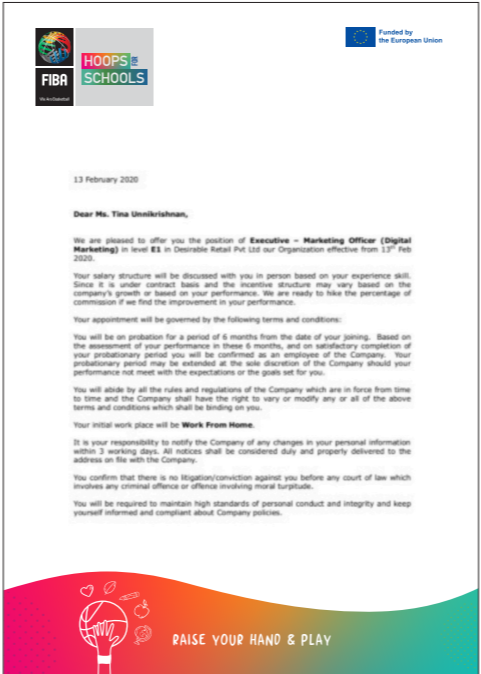 FIBA
We Are Basketball
HOOPS FOR
SCHOOLS
Funded by
the European Union
13 February 2020
Dear Ms. Tina Unnikrishnan,
We are pleased to offer you the position of Executive – Marketing Officer (Digital
Marketing) in level E1 in Desirable Retail Pvt Ltd our Organization effective from 13th Feb
2020.
Your salary structure will be discussed with you in person based on your experience skill.
Since it is under contract basis and the incentive structure may vary based on the
company's growth or based on your performance. We are ready to hike the percentage of
commission if we find the improvement in your performance.
Your appointment will be governed by the following terms and conditions:
You will be on probation for a period of 6 months from the date of your joining. Based on
the assessment of your performance in these 6 months, and on satisfactory completion of
your probationary period you will be confirmed as an employee of the Company. Your
probationary period may be extended at the sole discretion of the Company should your
performance not meet with the expectations or the goals set for you.
You will abide by all the rules and regulations of the Company which are in force from time
to time and the Company shall have the right to vary or modify any or all of the above
terms and conditions which shall be binding on you.
Your initial work place will be Work From Home.
It is your responsibility to notify the Company of any changes in your personal information
within 3 working days. All notices shall be considered duly and properly delivered to the
address on file with the Company.
You confirm that there is no litigation/conviction against you before any court of law which
involves any criminal offence or offence involving moral turpitude.
You will be required to maintain high standards of personal conduct and integrity and keep
yourself informed and compliant about Company policies.
RAISE YOUR HAND & PLAY